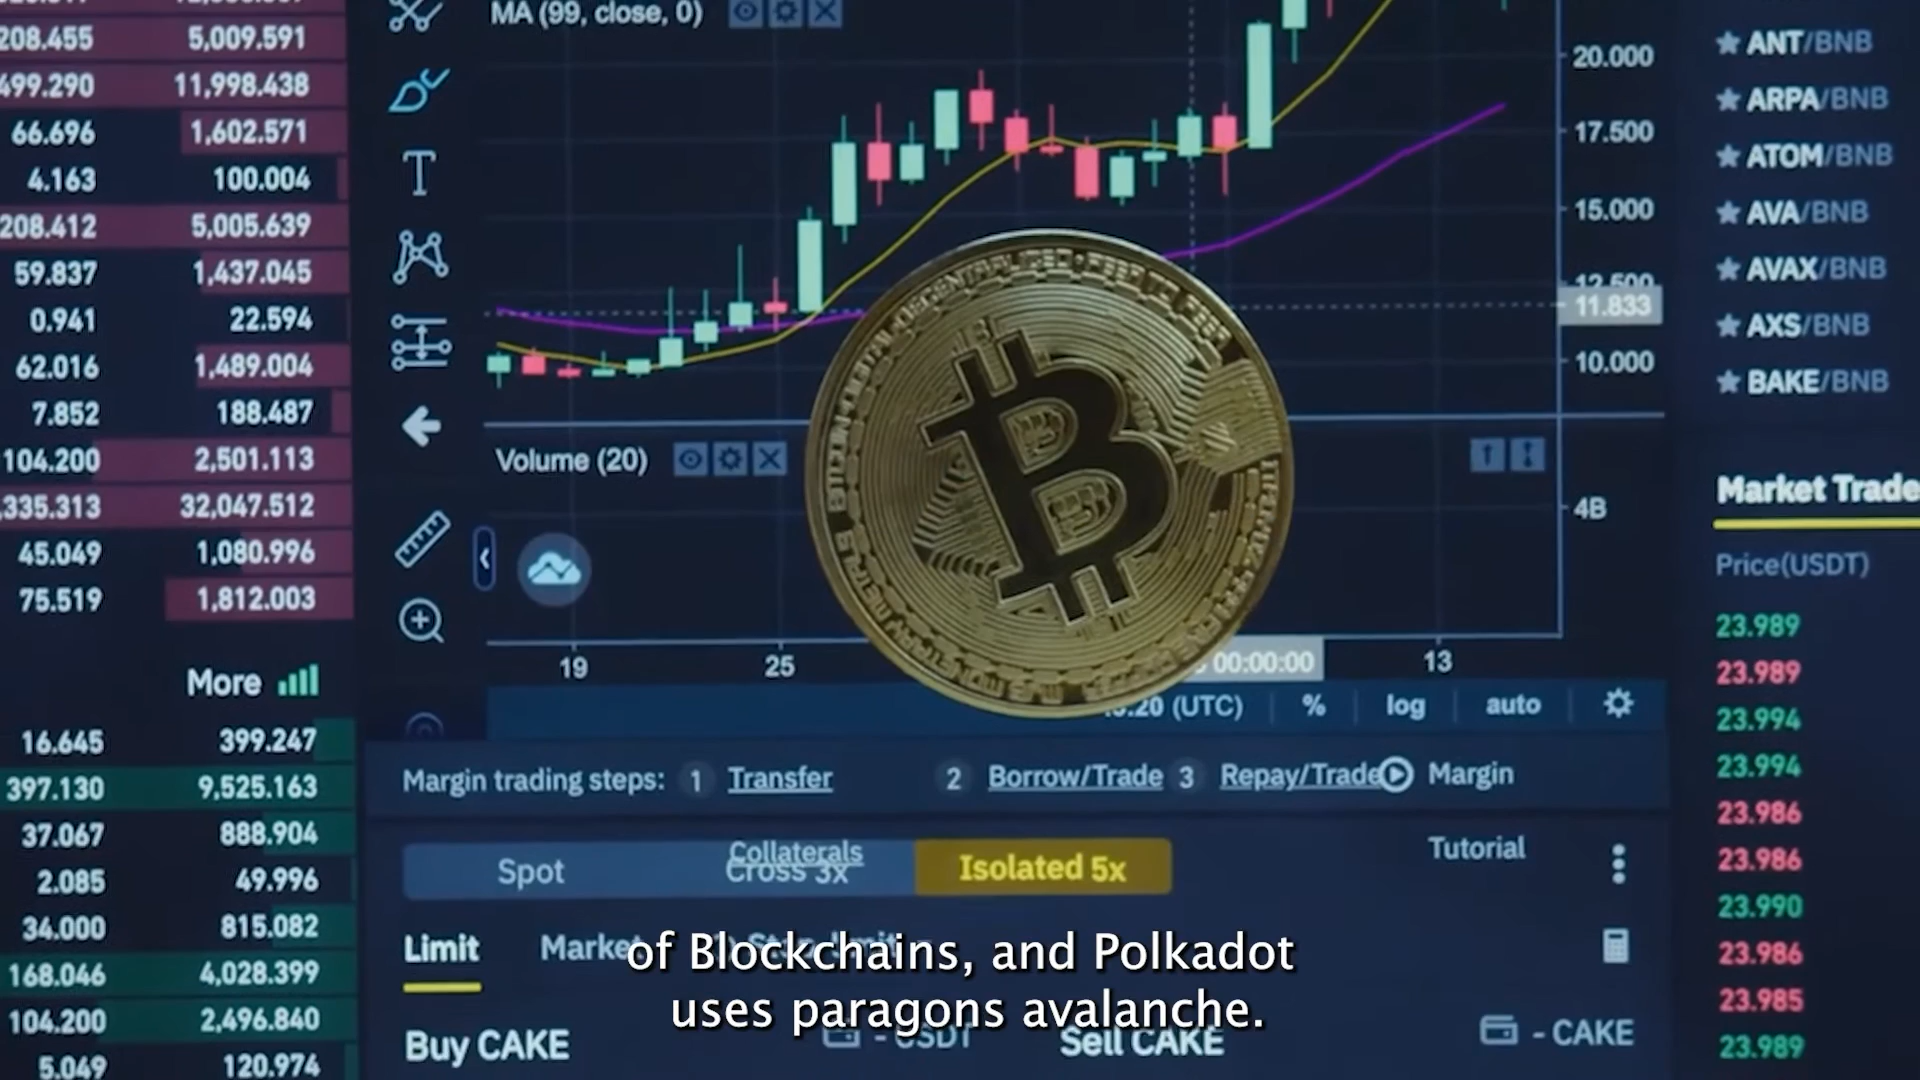 208.455 5,009.591
499.290 11,998.438
66.696 1,602.571
4.163 100.004
208.412 5,005.639
59.837 1,437.045
0.941 22.594
62.016 1,489.004
7.852 188.487
104.200 2,501.113
,335.313 32,047.512
45.049 1,080.996
75.519 1,812.003
More
16.645 399.247
397.130 9,525.163
37.067 888.904
2.085 49.996
34.000 815.082
168.046 4,028.399
104.200 2,496.840
5.049 120.974
MA (99, close, 0)
20.000
17.500
15.000
12.500
11.833
10.000
Volume (20)
4B
19 25 00:00:00 13
(UTC) % log auto
Margin trading steps: 1 Transfer 2 Borrow/Trade 3 Repay/Trade Margin
Collaterals Tutorial
Spot Cross 3x Isolated 5x
Limit Market
of Blockchains, and Polkadot
uses paragons avalanche.
Buy CAKE - USDT Sell CAKE - CAKE
ANT/BNB
ARPA/BNB
ATOM/BNB
AVA/BNB
AVAX/BNB
AXS/BNB
BAKE/BNB
Market Trade
Price(USDT)
23.989
23.989
23.994
23.994
23.986
23.986
23.990
23.986
23.985
23.989